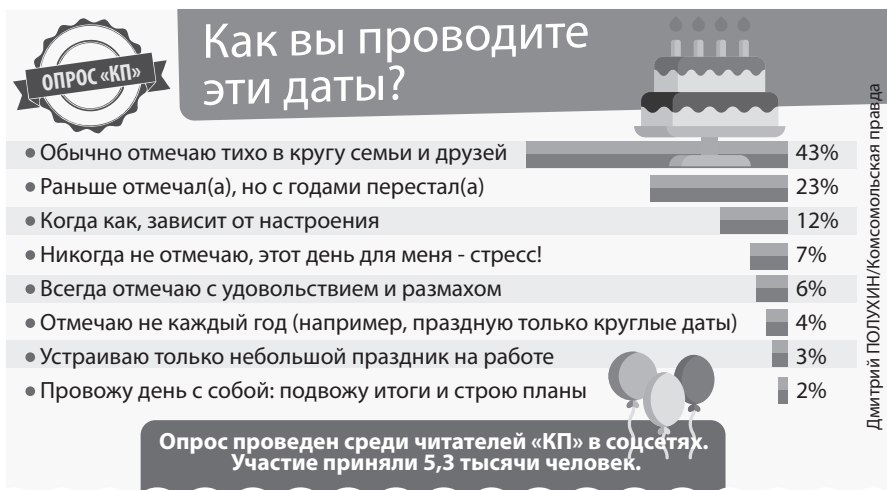 ОПРОС «КП»
Как вы проводите
эти даты?
• Обычно отмечаю тихо в кругу семьи и друзей 43%
• Раньше отмечал(а), но с годами перестал(а) 23%
• Когда как, зависит от настроения 12%
• Никогда не отмечаю, этот день для меня - стресс! 7%
• Всегда отмечаю с удовольствием и размахом 6%
• Отмечаю не каждый год (например, праздную только круглые даты) 4%
• Устраиваю только небольшой праздник на работе 3%
• Провожу день с собой: подвожу итоги и строю планы 2%
Опрос проведен среди читателей «КП» в соцсетях.
Участие приняли 5,3 тысячи человек.
Дмитрий ПОЛУХИН/Комсомольская правда